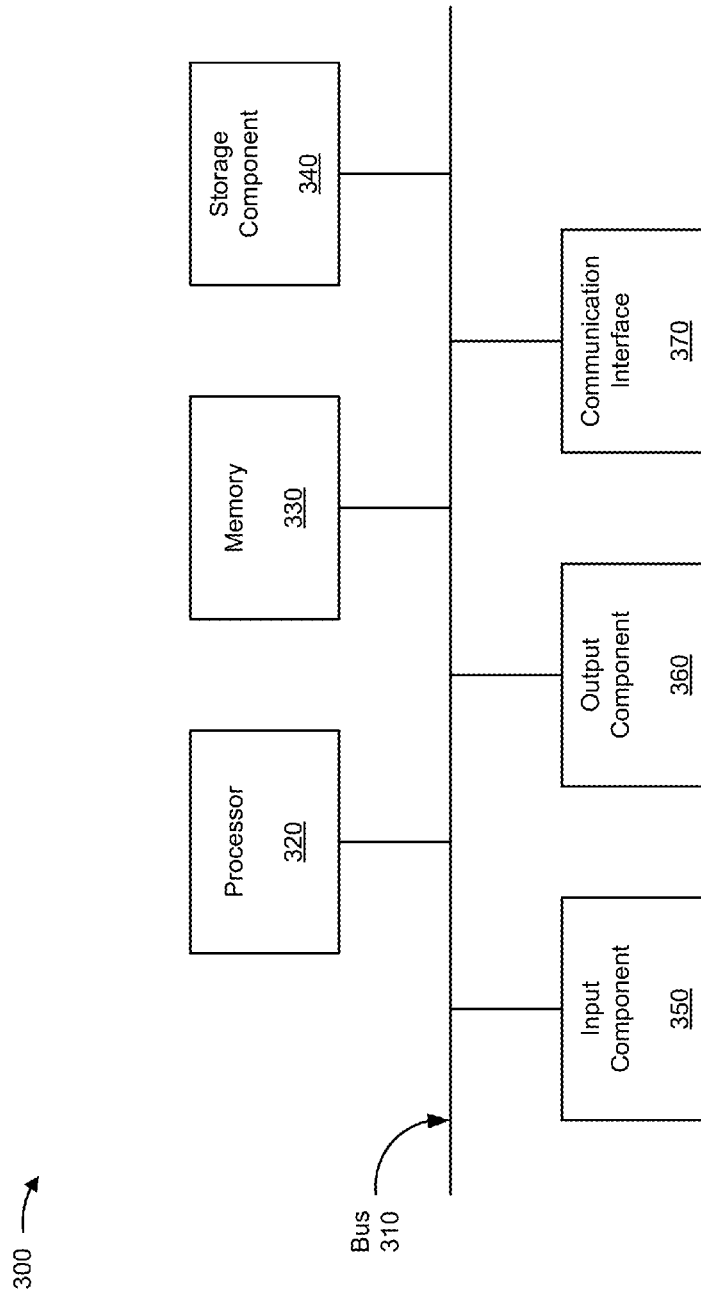 300
Bus
310
Processor
320
Memory
330
Storage
Component
340
Input
Component
350
Output
Component
360
Communication
Interface
370